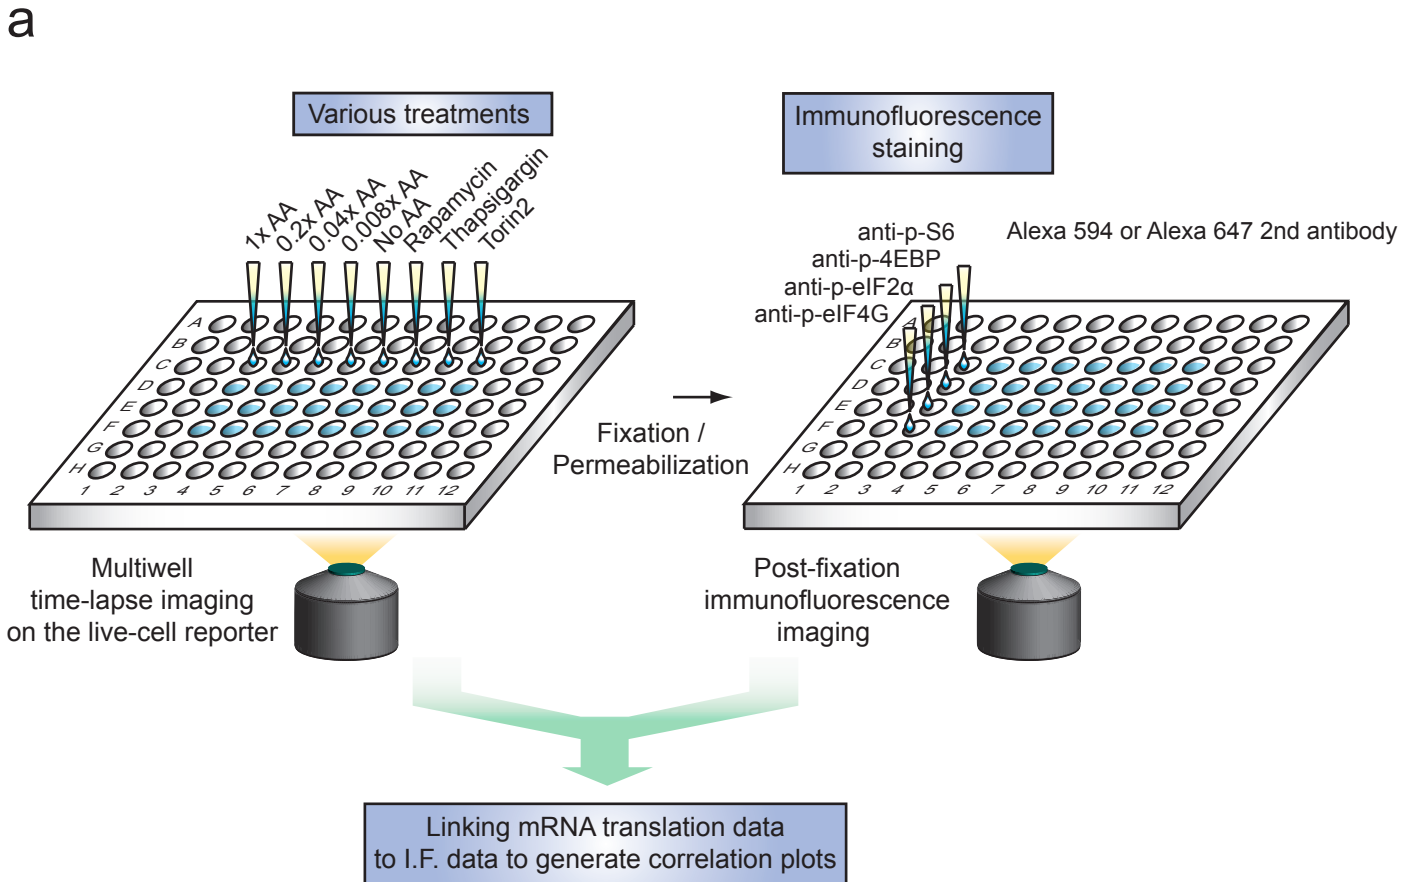 a
Various treatments
1x AA
0.2x AA
0.04x AA
0.008x AA
No AA
Rapamycin
Thapsigargin
Torin2
A
B
C
D
E
F
G
H
1 2 3 4 5 6 7 8 9 10 11 12
Multiwell
time-lapse imaging
on the live-cell reporter
Fixation /
Permeabilization
Immunofluorescence
staining
anti-p-S6
anti-p-4EBP
anti-p-eIF2α
anti-p-eIF4G
Alexa 594 or Alexa 647 2nd antibody
A
B
C
D
E
F
G
H
1 2 3 4 5 6 7 8 9 10 11 12
Post-fixation
immunofluorescence
imaging
Linking mRNA translation data
to I.F. data to generate correlation plots